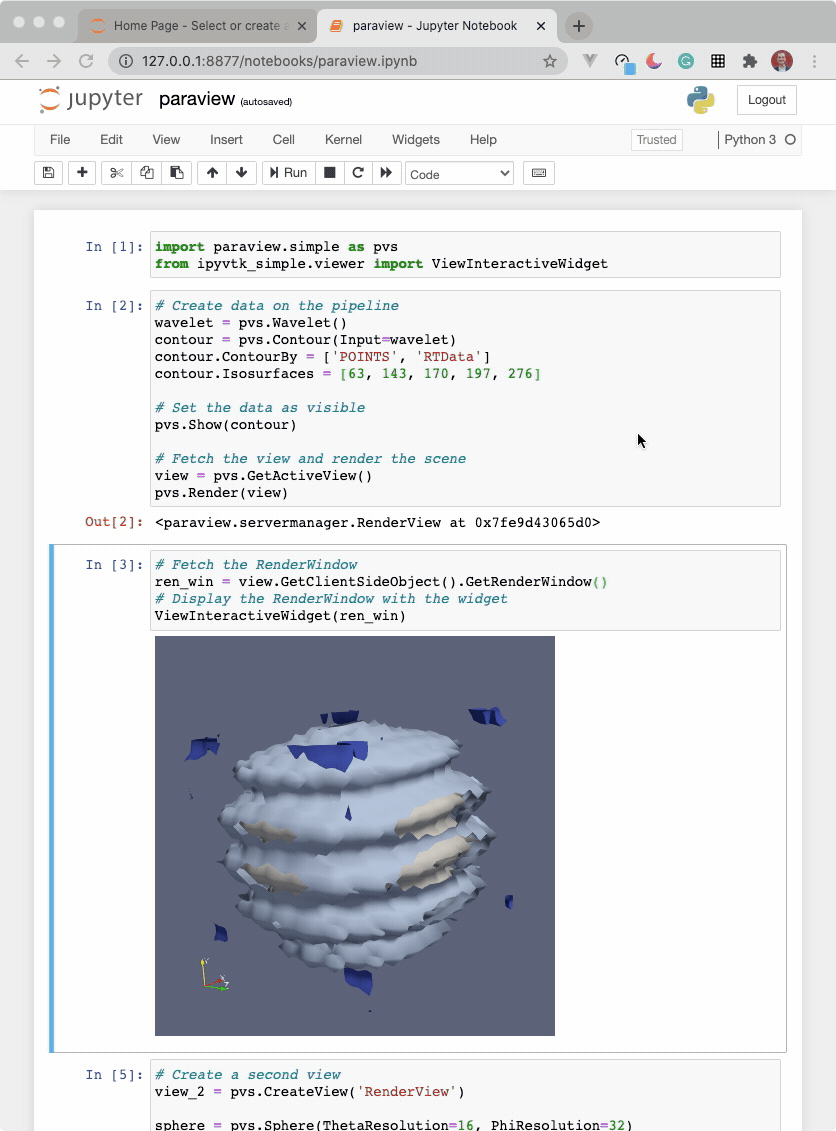 Home Page - Select or create a
paraview - Jupyter Notebook
127.0.0.1:8877/notebooks/paraview.ipynb
jupyter paraview (autosaved)
Logout
File Edit View Insert Cell Kernel Widgets Help
Trusted
Python 3
Run
Code
In [1]:
import paraview.simple as pvs
from ipyvtk_simple.viewer import ViewInteractiveWidget
In [2]:
# Create data on the pipeline
wavelet = pvs.Wavelet()
contour = pvs.Contour(Input=wavelet)
contour.ContourBy = ['POINTS', 'RTData']
contour.Isosurfaces = [63, 143, 170, 197, 276]
# Set the data as visible
pvs.Show(contour)
# Fetch the view and render the scene
view = pvs.GetActiveView()
pvs.Render(view)
Out[2]: <paraview.servermanager.RenderView at 0x7fe9d43065d0>
In [3]:
# Fetch the RenderWindow
ren_win = view.GetClientSideObject().GetRenderWindow()
# Display the RenderWindow with the widget
ViewInteractiveWidget(ren_win)
Y
X
Z
In [5]:
# Create a second view
view_2 = pvs.CreateView('RenderView')
sphere = pvs.Sphere(ThetaResolution=16, PhiResolution=32)